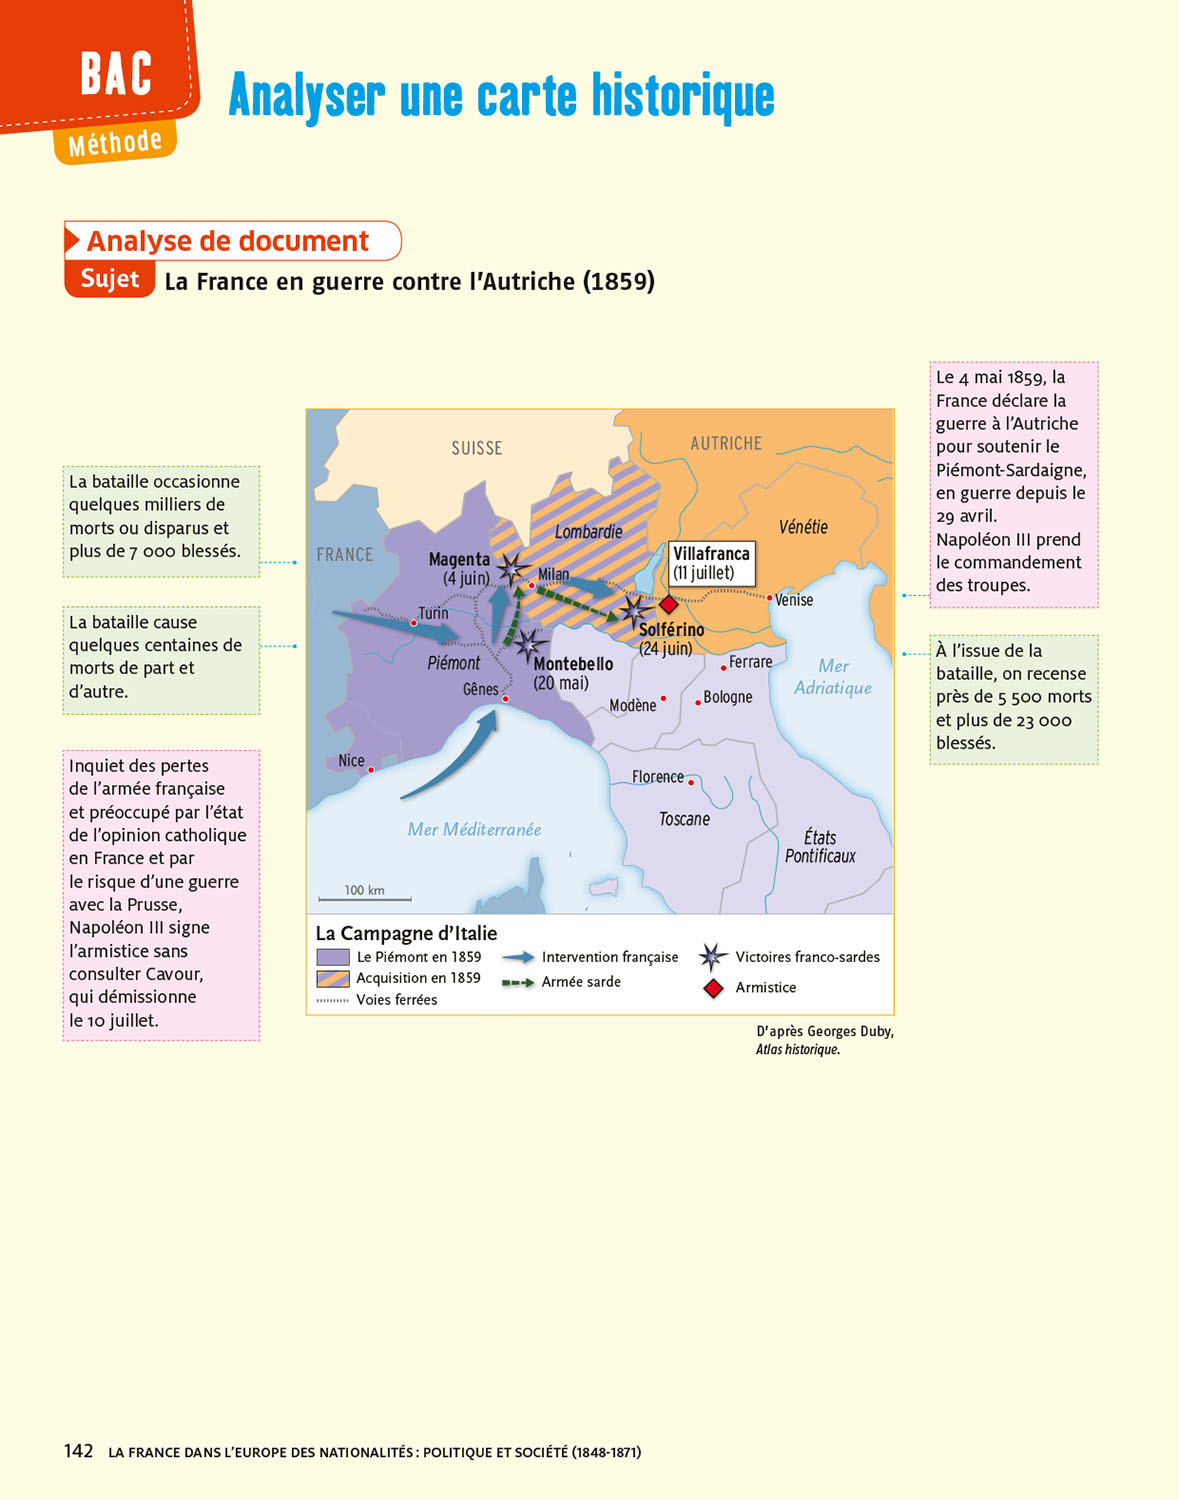 BAC
Méthode
Analyser une carte historique
Analyse de document
Sujet La France en guerre contre l'Autriche (1859)
La bataille occasionne
quelques milliers de
morts ou disparus et
plus de 7 000 blessés.
La bataille cause
quelques centaines de
morts de part et
d'autre.
Inquiet des pertes
de l'armée française
et préoccupé par l'état
de l'opinion catholique
en France et par
le risque d'une guerre
avec la Prusse,
Napoléon III signe
l'armistice sans
consulter Cavour,
qui démissionne
le 10 juillet.
SUISSE
AUTRICHE
FRANCE
Lombardie
Vénétie
Magenta
(4 juin)
Milan
Villafranca
(11 juillet)
Venise
Turin
Solférino
(24 juin)
Piémont
Montebello
(20 mai)
Gênes
Ferrare
Modène
Bologne
Mer
Adriatique
Nice
Florence
Toscane
Mer Méditerranée
États
Pontificaux
100 km
La Campagne d'Italie
Le Piémont en 1859
Acquisition en 1859
Voies ferrées
Intervention française
Armée sarde
Victoires franco-sardes
Armistice
D'après Georges Duby,
Atlas historique.
Le 4 mai 1859, la
France déclare la
guerre à l'Autriche
pour soutenir le
Piémont-Sardaigne,
en guerre depuis le
29 avril.
Napoléon III prend
le commandement
des troupes.
À l'issue de la
bataille, on recense
près de 5 500 morts
et plus de 23 000
blessés.
142 LA FRANCE DANS L'EUROPE DES NATIONALITÉS : POLITIQUE ET SOCIÉTÉ (1848-1871)